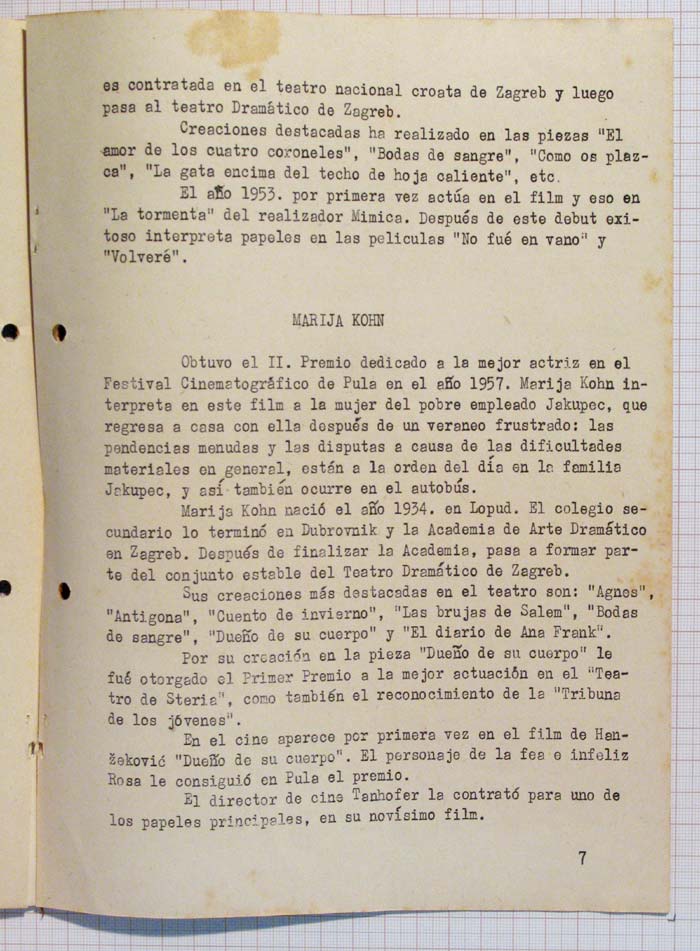 es contratada en el teatro nacional croata de Zagreb y luego
pasa al teatro Dramático de Zagreb.
Creaciones destacadas ha realizado en las piezas "El
amor de los cuatro coroneles", "Bodas de sangre", "Como os plaz-
ca", "La gata encima del techo de hoja caliente", etc.
El año 1953. por primera vez actúa en el film y eso en
"La tormenta" del realizador Mimica. Después de este debut exi-
toso interpreta papeles en las peliculas "No fué en vano" y
"Volveré".
MARIJA KOHN
Obtuvo el II. Premio dedicado a la mejor actriz en el
Festival Cinematográfico de Pula en el año 1957. Marija Kohn in-
terpreta en este film a la mujer del pobre empleado Jakupec, que
regresa a casa con ella después de un veraneo frustrado: las
pendencias menudas y las disputas a causa de las dificultades
materiales en general, están a la orden del día en la familia
Jakupec, y así también ocurre en el autobús.
Marija Kohn nació el año 1934. en Lopud. El colegio se-
cundario lo terminó en Dubrovnik y la Academia de Arte Dramático
en Zagreb. Después de finalizar la Academia, pasa a formar par-
te del conjunto estable del Teatro Dramático de Zagreb.
Sus creaciones más destacadas en el teatro son: "Agnes",
"Antigona", "Cuento de invierno", "Las brujas de Salem", "Bodas
de sangre", "Dueño de su cuerpo" y "El diario de Ana Frank".
Por su creación en la pieza "Dueño de su cuerpo" le
fué otorgado el Primer Premio a la mejor actuación en el "Tea-
tro de Steria", como también el reconocimiento de la "Tribuna
de los jóvenes".
En el cine aparece por primera vez en el film de Han-
žeković "Dueño de su cuerpo". El personaje de la fea e infeliz
Rosa le consiguió en Pula el premio.
El director de cine Tanhofer la contrató para uno de
los papeles principales, en su novísimo film.
7